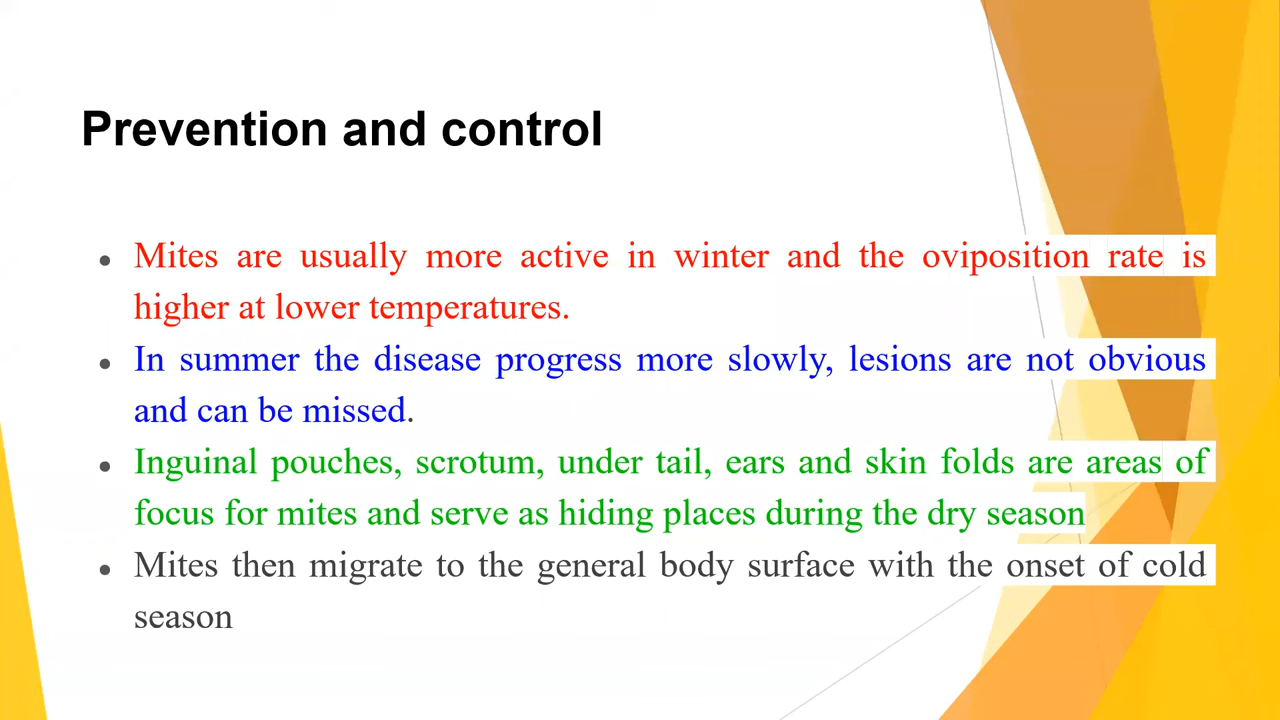 Prevention and control
• Mites are usually more active in winter and the oviposition rate is
higher at lower temperatures.
• In summer the disease progress more slowly, lesions are not obvious
and can be missed.
• Inguinal pouches, scrotum, under tail, ears and skin folds are areas of
focus for mites and serve as hiding places during the dry season
• Mites then migrate to the general body surface with the onset of cold
season